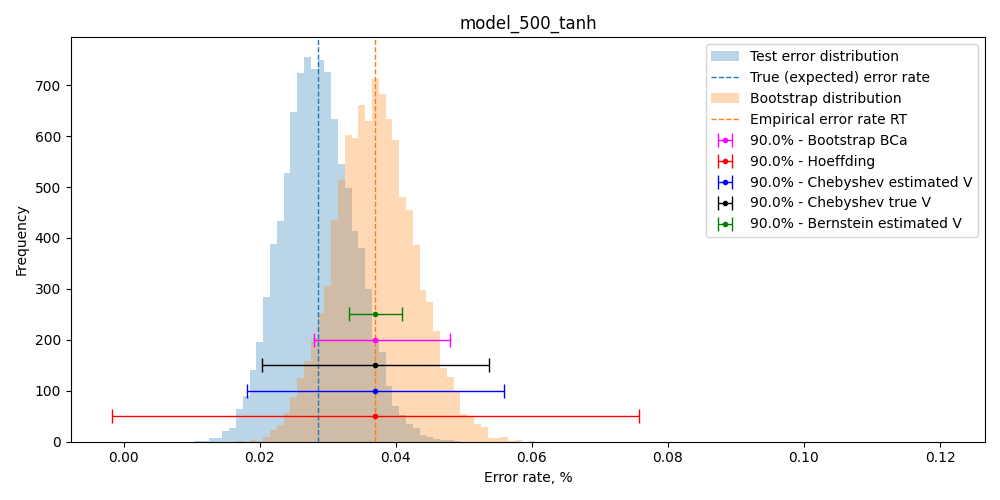 model_500_tanh
Test error distribution
True (expected) error rate
Bootstrap distribution
Empirical error rate RT
90.0% - Bootstrap BCa
90.0% - Hoeffding
90.0% - Chebyshev estimated V
90.0% - Chebyshev true V
90.0% - Bernstein estimated V
Frequency
700
600
500
400
300
200
100
0
0.00 0.02 0.04 0.06 0.08 0.10 0.12
Error rate, %